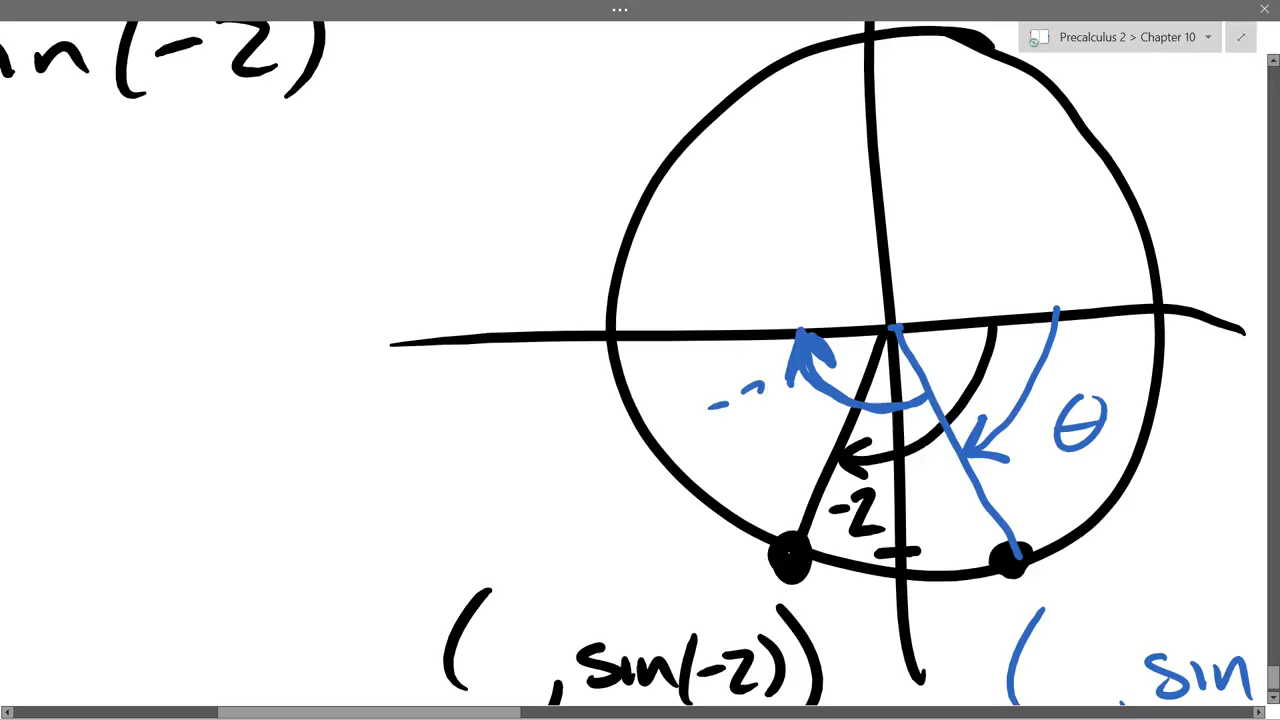 Precalculus 2 > Chapter 10
in(-2)
θ
-2
( , sin(-2))
( , sin